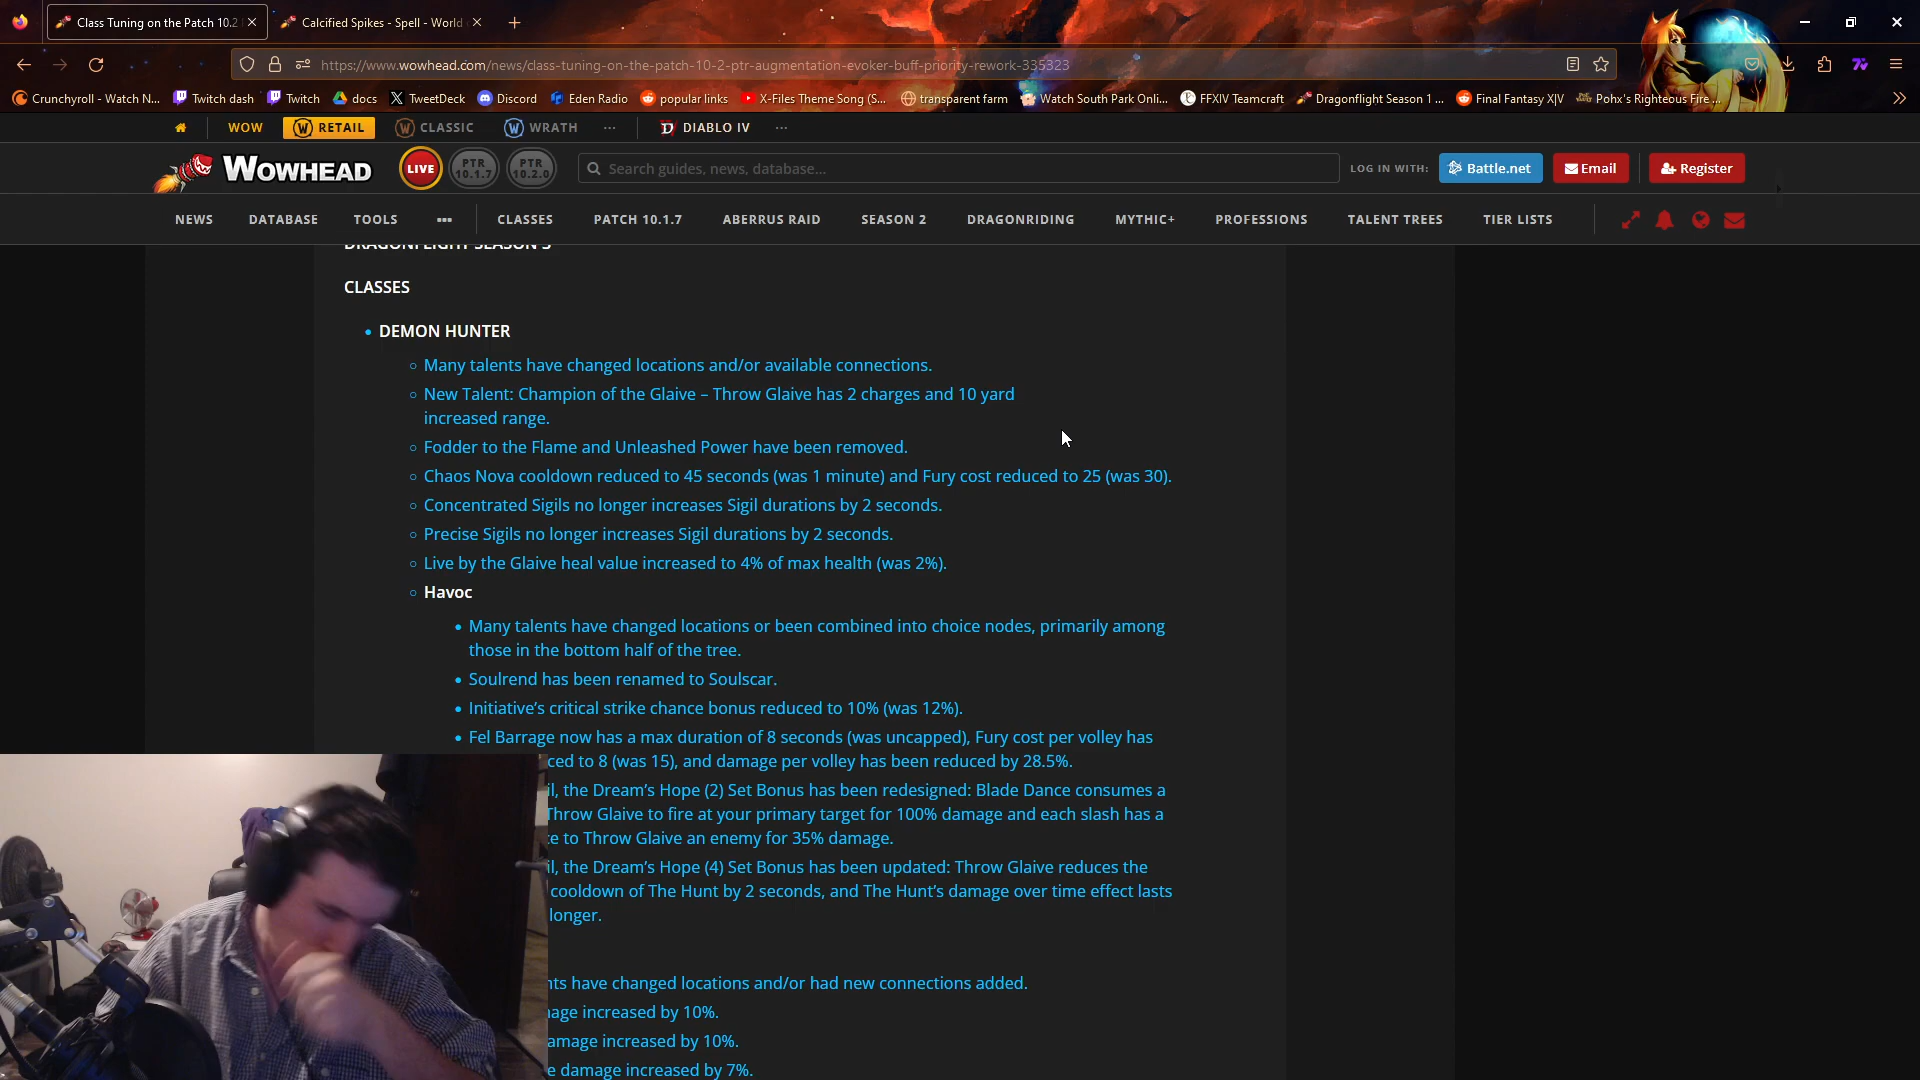 Class Tuning on the Patch 10.2
Calcified Spikes - Spell - World
https://www.wowhead.com/news/class-tuning-on-the-patch-10-2-ptr-augmentation-evoker-buff-priority-rework-335323
Crunchyroll - Watch N...
Twitch dash
Twitch
docs
TweetDeck
Discord
Eden Radio
popular links
X-Files Theme Song (S...
transparent farm
Watch South Park Onli...
FFXIV Teamcraft
Dragonflight Season 1 ...
Final Fantasy X|V
Pohx's Righteous Fire ...
WOW
RETAIL
CLASSIC
WRATH
DIABLO IV
WOWHEAD
LIVE
PTR 10.1.7
PTR 10.2.0
Search guides, news, database...
LOG IN WITH:
Battle.net
Email
Register
NEWS
DATABASE
TOOLS
CLASSES
PATCH 10.1.7
ABERRUS RAID
SEASON 2
DRAGONRIDING
MYTHIC+
PROFESSIONS
TALENT TREES
TIER LISTS
DRAGONFLIGHT SEASON 3
CLASSES
DEMON HUNTER
Many talents have changed locations and/or available connections.
New Talent: Champion of the Glaive – Throw Glaive has 2 charges and 10 yard
increased range.
Fodder to the Flame and Unleashed Power have been removed.
Chaos Nova cooldown reduced to 45 seconds (was 1 minute) and Fury cost reduced to 25 (was 30).
Concentrated Sigils no longer increases Sigil durations by 2 seconds.
Precise Sigils no longer increases Sigil durations by 2 seconds.
Live by the Glaive heal value increased to 4% of max health (was 2%).
Havoc
Many talents have changed locations or been combined into choice nodes, primarily among
those in the bottom half of the tree.
Soulrend has been renamed to Soulscar.
Initiative's critical strike chance bonus reduced to 10% (was 12%).
Fel Barrage now has a max duration of 8 seconds (was uncapped), Fury cost per volley has
ced to 8 (was 15), and damage per volley has been reduced by 28.5%.
il, the Dream's Hope (2) Set Bonus has been redesigned: Blade Dance consumes a
Throw Glaive to fire at your primary target for 100% damage and each slash has a
e to Throw Glaive an enemy for 35% damage.
il, the Dream's Hope (4) Set Bonus has been updated: Throw Glaive reduces the
cooldown of The Hunt by 2 seconds, and The Hunt's damage over time effect lasts
longer.
nts have changed locations and/or had new connections added.
nage increased by 10%.
amage increased by 10%.
e damage increased by 7%.